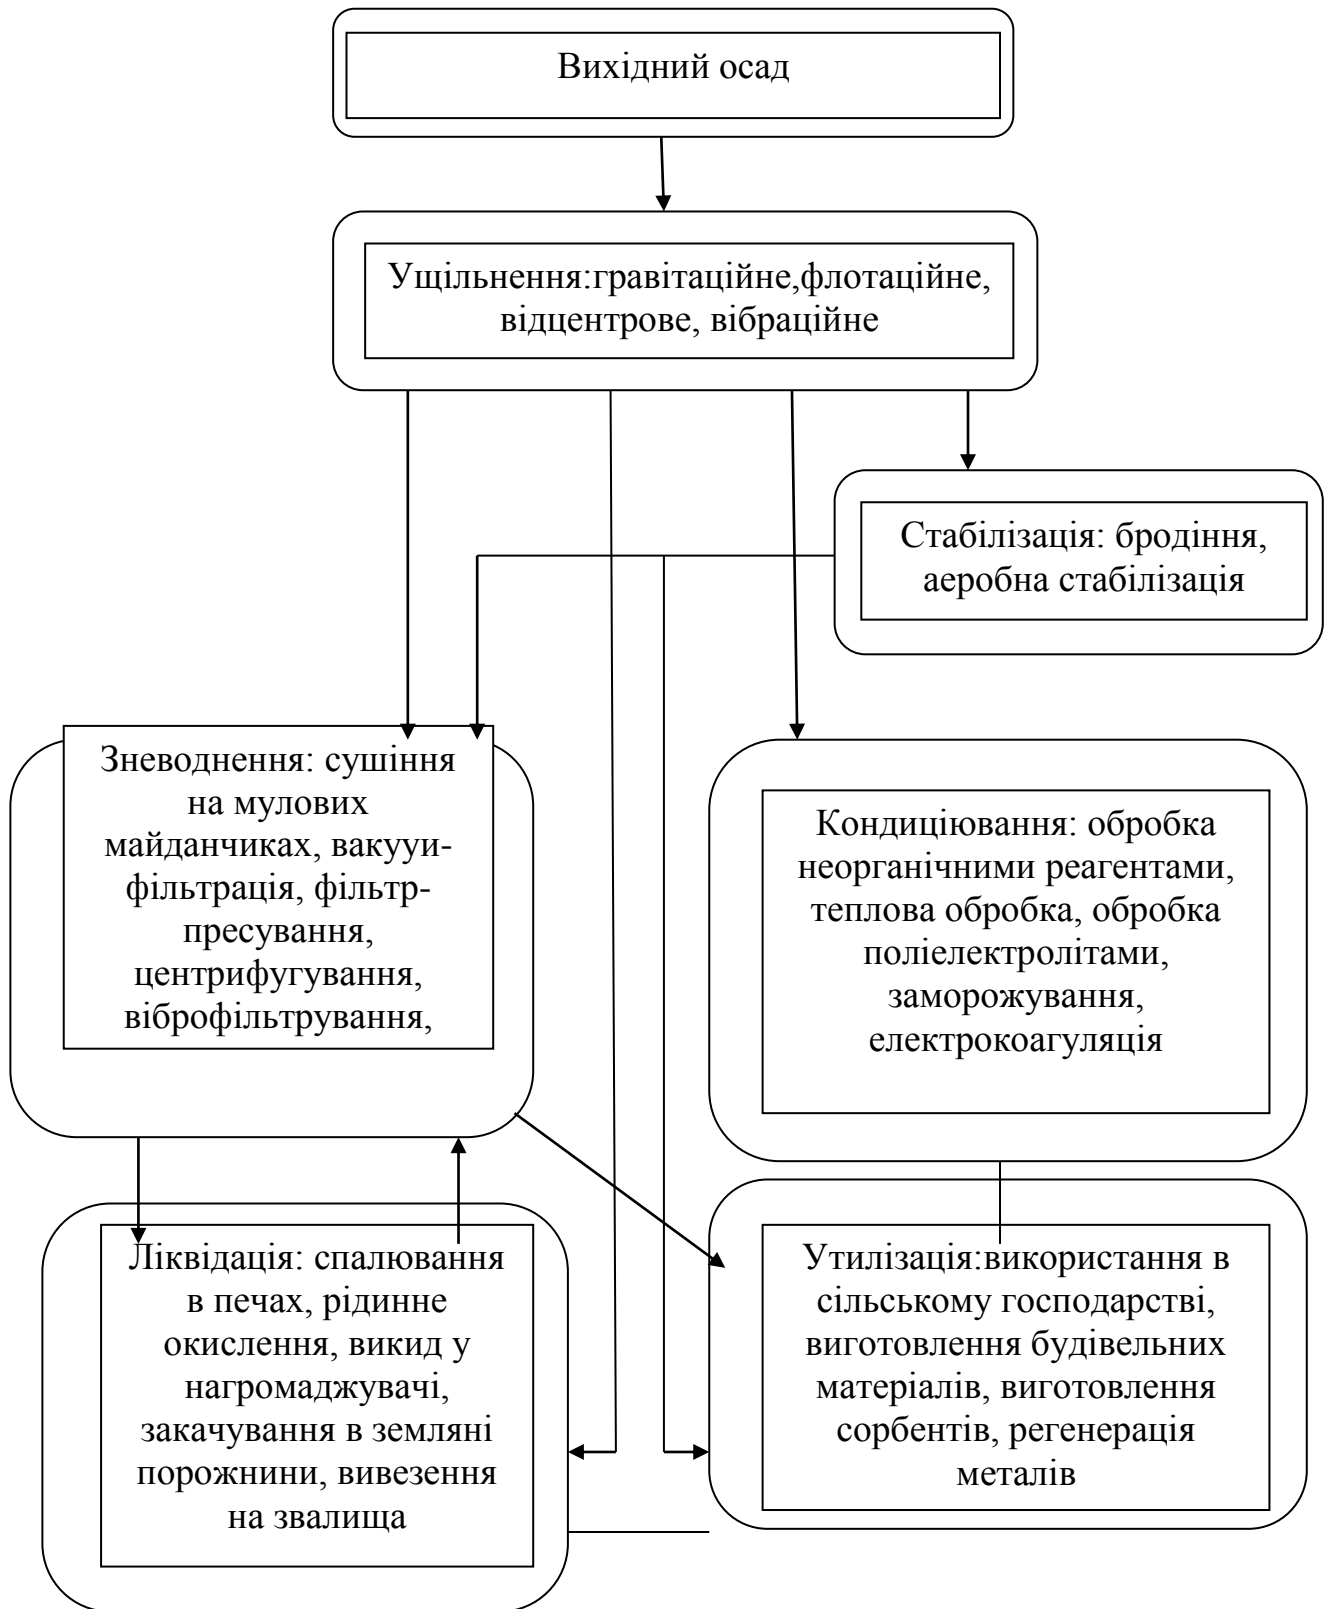 Вихідний осад
Ущільнення:гравітаційне,флотаційне,
відцентрове, вібраційне
Стабілізація: бродіння,
аеробна стабілізація
Зневоднення: сушіння
на мулових
майданчиках, вакууи-
фільтрація, фільтр-
пресування,
центрифугування,
віброфільтрування,
Кондиціювання: обробка
неорганічними реагентами,
теплова обробка, обробка
поліелектролітами,
заморожування,
електрокоагуляція
Ліквідація: спалювання
в печах, рідинне
окислення, викид у
нагромаджувачі,
закачування в земляні
порожнини, вивезення
на звалища
Утилізація:використання в
сільському господарстві,
виготовлення будівельних
матеріалів, виготовлення
сорбентів, регенерація
металів